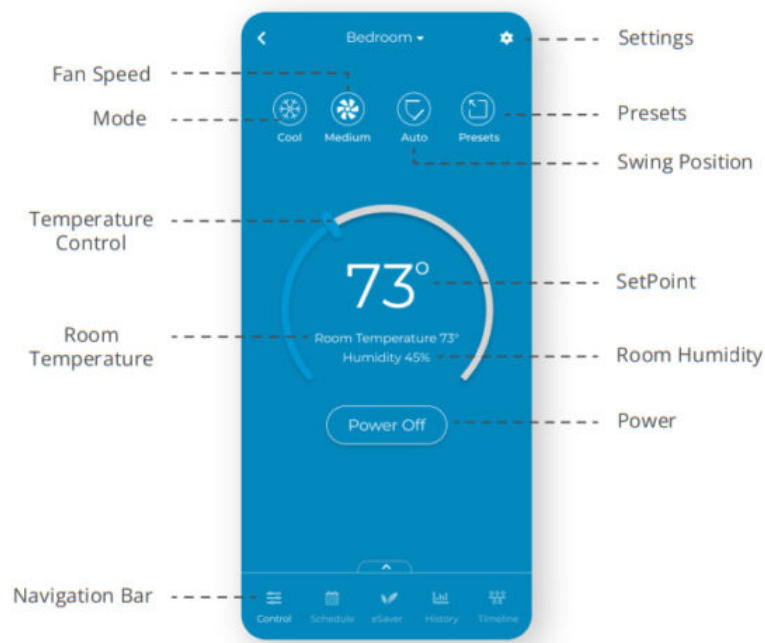 Bedroom
Settings
Fan Speed
Mode
Cool
Medium
Auto
Presets
Presets
Swing Position
Temperature
Control
73°
SetPoint
Room
Temperature
Room Temperature 73°
Humidity 45%
Room Humidity
Power Off
Power
Navigation Bar
Control
Schedule
eSaver
History
Timeline